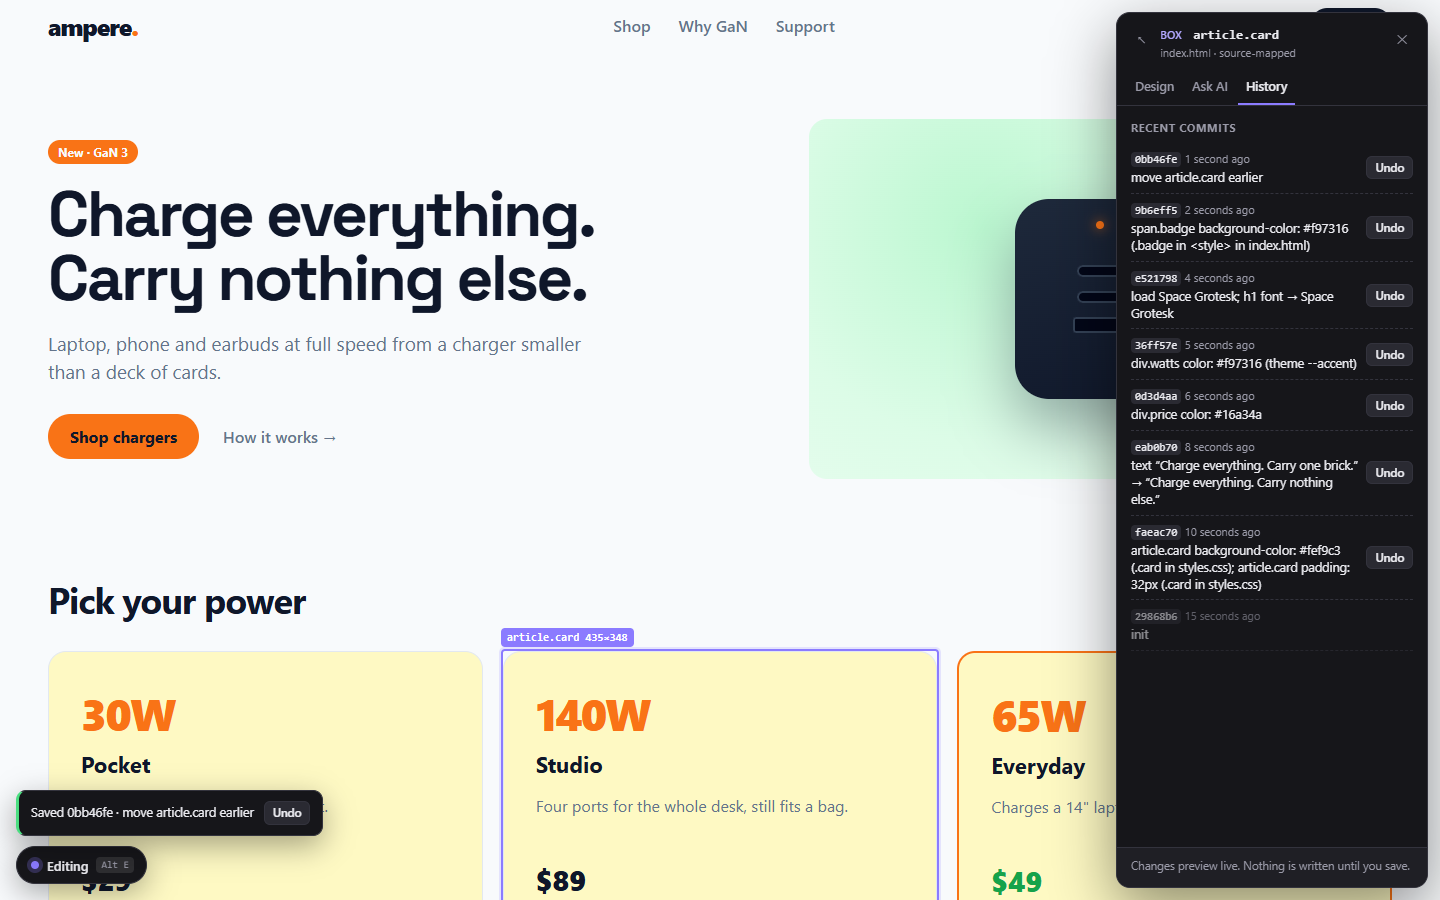 ampere.
Shop Why GaN Support
New · GaN 3
Charge everything.
Carry nothing else.
Laptop, phone and earbuds at full speed from a charger smaller
than a deck of cards.
Shop chargers How it works →
Pick your power
article.card 435×348
30W
Pocket
140W
Studio
Four ports for the whole desk, still fits a bag.
$89
65W
Everyday
Charges a 14" lap
$49
Saved 0bb46fe · move article.card earlier Undo
Editing Alt E
$29
BOX article.card
index.html · source-mapped
Design Ask AI History
RECENT COMMITS
0bb46fe 1 second ago
move article.card earlier
Undo
9b6eff5 2 seconds ago
span.badge background-color: #f97316
(.badge in <style> in index.html)
Undo
e521798 4 seconds ago
load Space Grotesk; h1 font → Space
Grotesk
Undo
36ff57e 5 seconds ago
div.watts color: #f97316 (theme --accent)
Undo
0d3d4aa 6 seconds ago
div.price color: #16a34a
Undo
eab0b70 8 seconds ago
text “Charge everything. Carry one brick.”
→ “Charge everything. Carry nothing
else.”
Undo
faeac70 10 seconds ago
article.card background-color: #fef9c3
(.card in styles.css); article.card padding:
32px (.card in styles.css)
Undo
29868b6 15 seconds ago
init
Changes preview live. Nothing is written until you save.